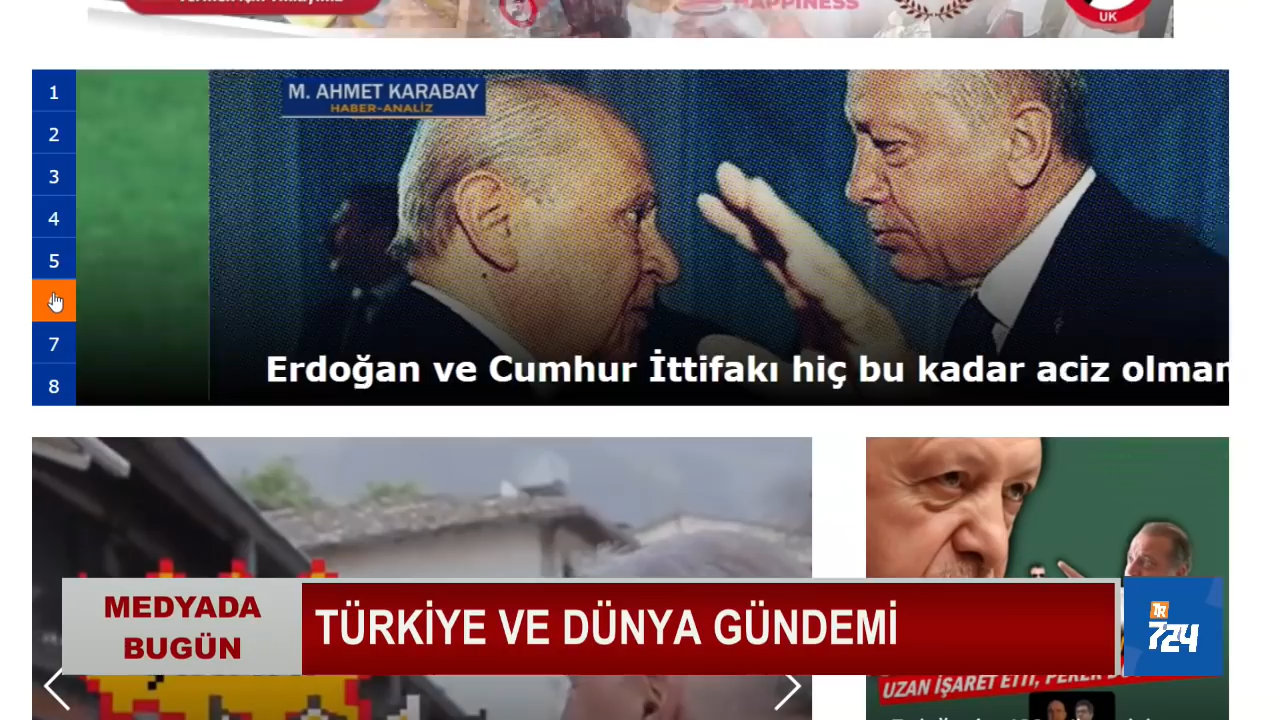 HAPPINESS
UK
1
2
3
4
5
7
8
M. AHMET KARABAY
HABER-ANALİZ
Erdoğan ve Cumhur İttifakı hiç bu kadar aciz olmam
MEDYADA
BUGÜN
TÜRKİYE VE DÜNYA GÜNDEMİ
TR
724
UZAN İŞARET ETTİ,